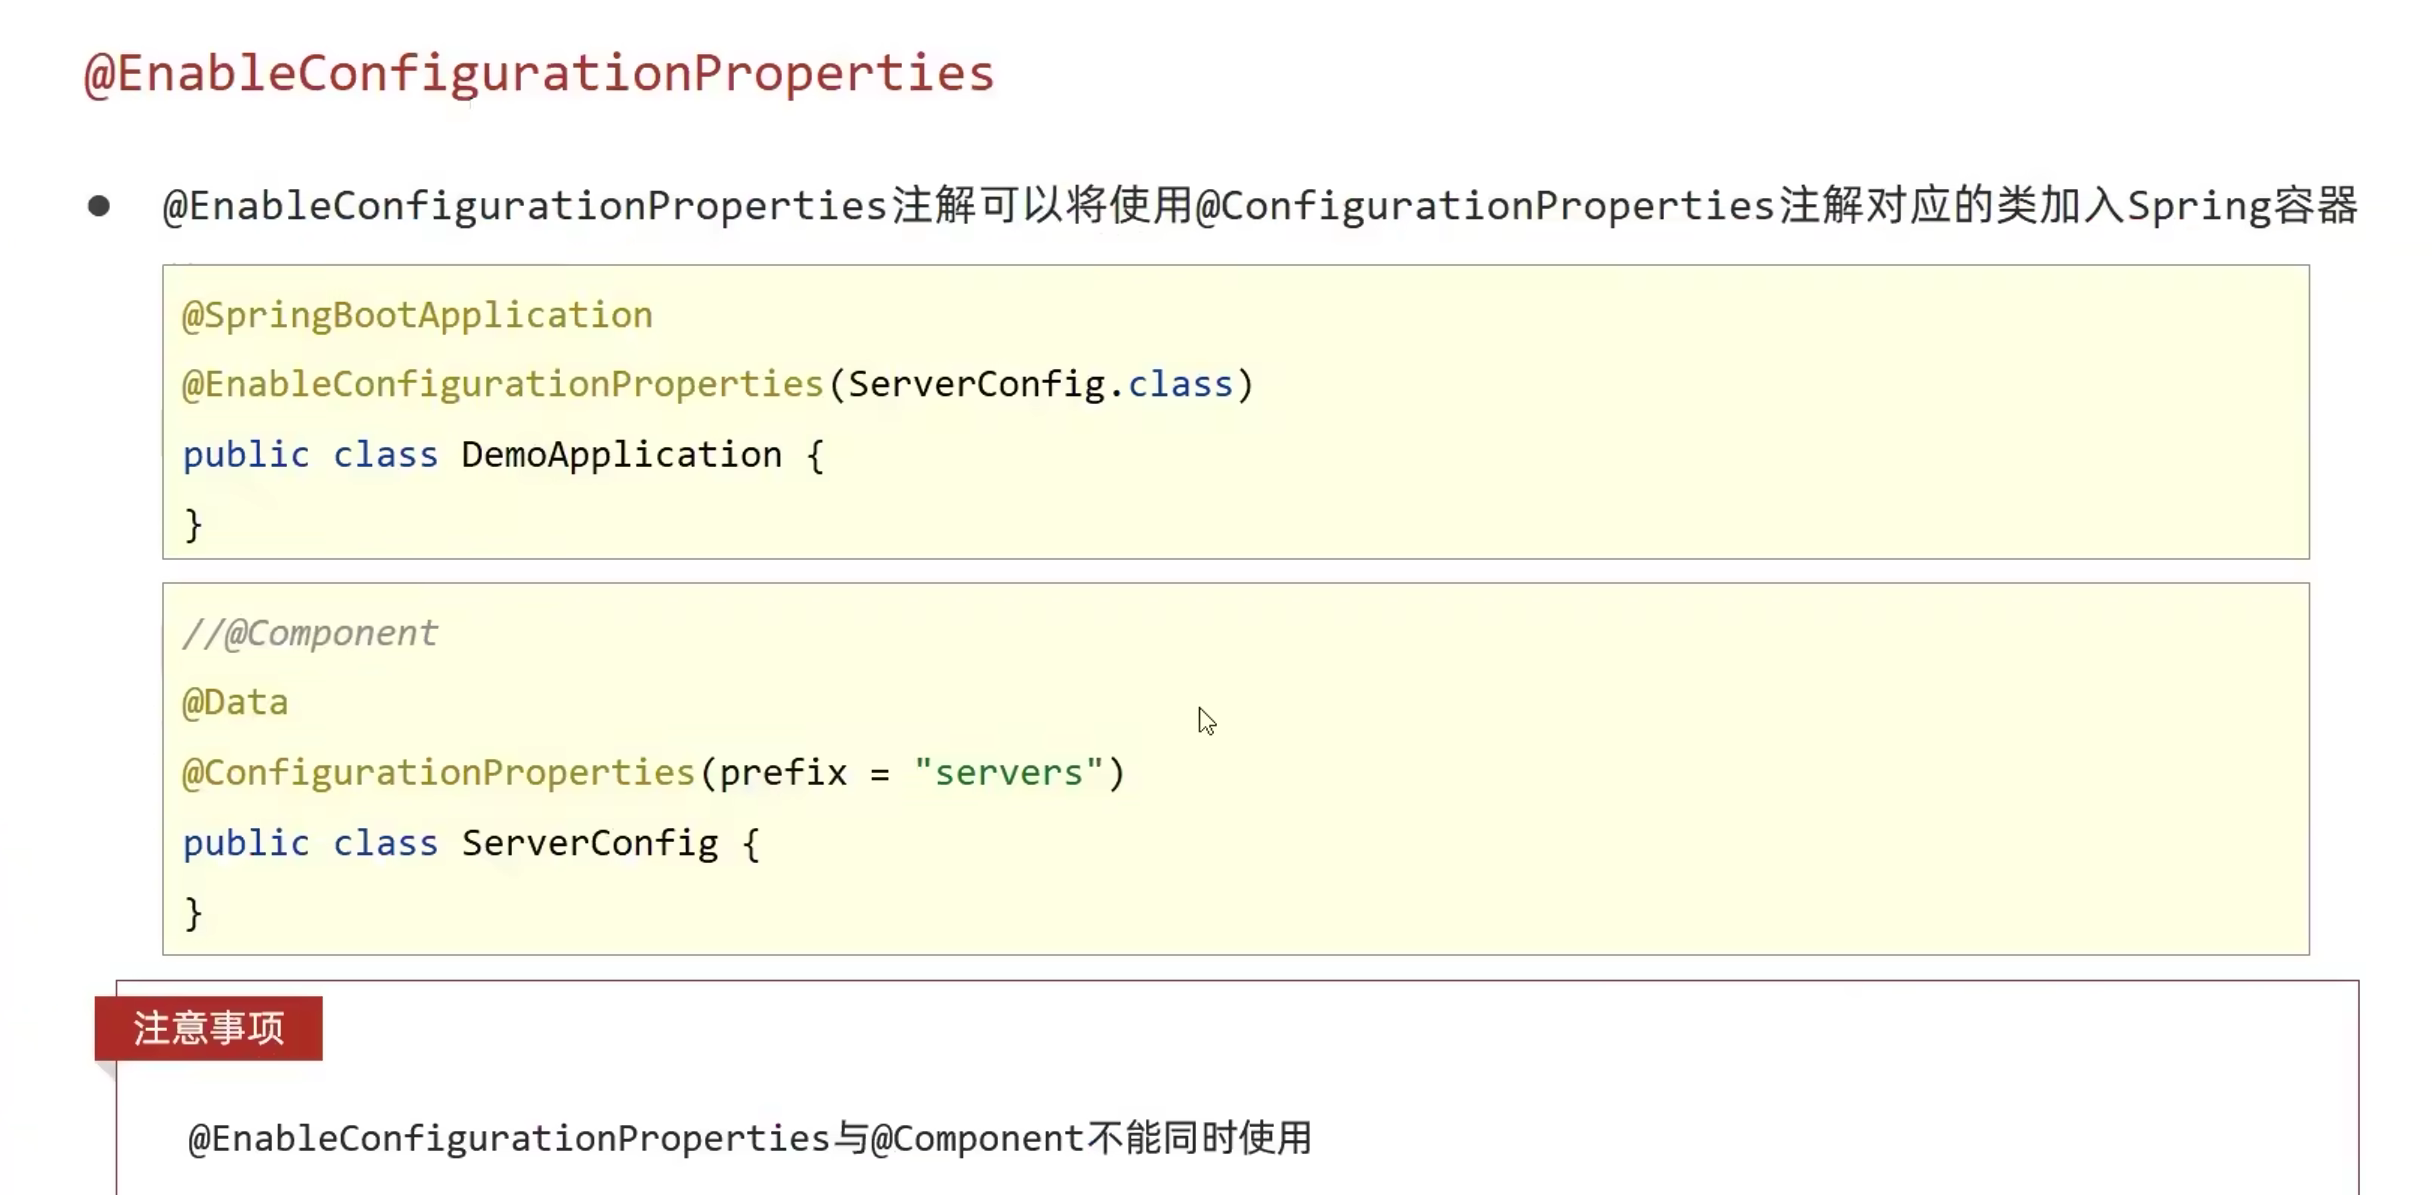 @EnableConfigurationProperties
● @EnableConfigurationProperties注解可以将使用@ConfigurationProperties注解对应的类加入Spring容器
@SpringBootApplication
@EnableConfigurationProperties(ServerConfig.class)
public class DemoApplication {
}
//@Component
@Data
@ConfigurationProperties(prefix = "servers")
public class ServerConfig {
}
注意事项
@EnableConfigurationProperties与@Component不能同时使用